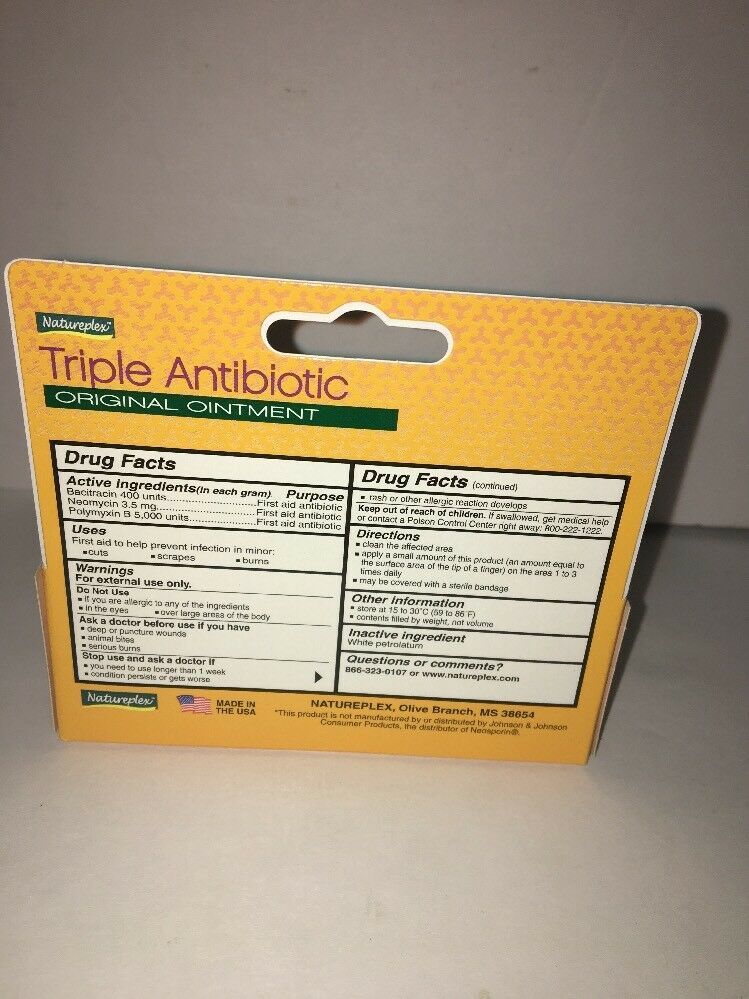 Natureplex™
Triple Antibiotic
ORIGINAL OINTMENT
Drug Facts
Active Ingredients(in each gram) Purpose
Bacitracin 400 units............................First aid antibiotic
Neomycin 3.5 mg................................First aid antibiotic
Polymyxin B 5,000 units......................First aid antibiotic
Uses
First aid to help prevent infection in minor:
▪cuts ▪scrapes ▪burns
Warnings
For external use only.
Do Not Use
▪ if you are allergic to any of the ingredients
▪ in the eyes ▪ over large areas of the body
Ask a doctor before use if you have
▪ deep or puncture wounds
▪ animal bites
▪ serious burns
Stop use and ask a doctor if
▪ you need to use longer than 1 week
▪ condition persists or gets worse
Drug Facts (continued)
▪ rash or other allergic reaction develops
Keep out of reach of children. If swallowed, get medical help
or contact a Poison Control Center right away: 800-222-1222.
Directions
▪ clean the affected area
▪ apply a small amount of this product (an amount equal to
the surface area of the tip of a finger) on the area 1 to 3
times daily
▪ may be covered with a sterile bandage
Other information
▪ store at 15 to 30°C (59 to 86°F)
▪ contents filled by weight, not volume
Inactive ingredient
White petrolatum
Questions or comments?
866-323-0107 or www.natureplex.com
Natureplex™
MADE IN
THE USA
NATUREPLEX, Olive Branch, MS 38654
*This product is not manufactured by or distributed by Johnson & Johnson
Consumer Products, the distributor of Neosporin®.